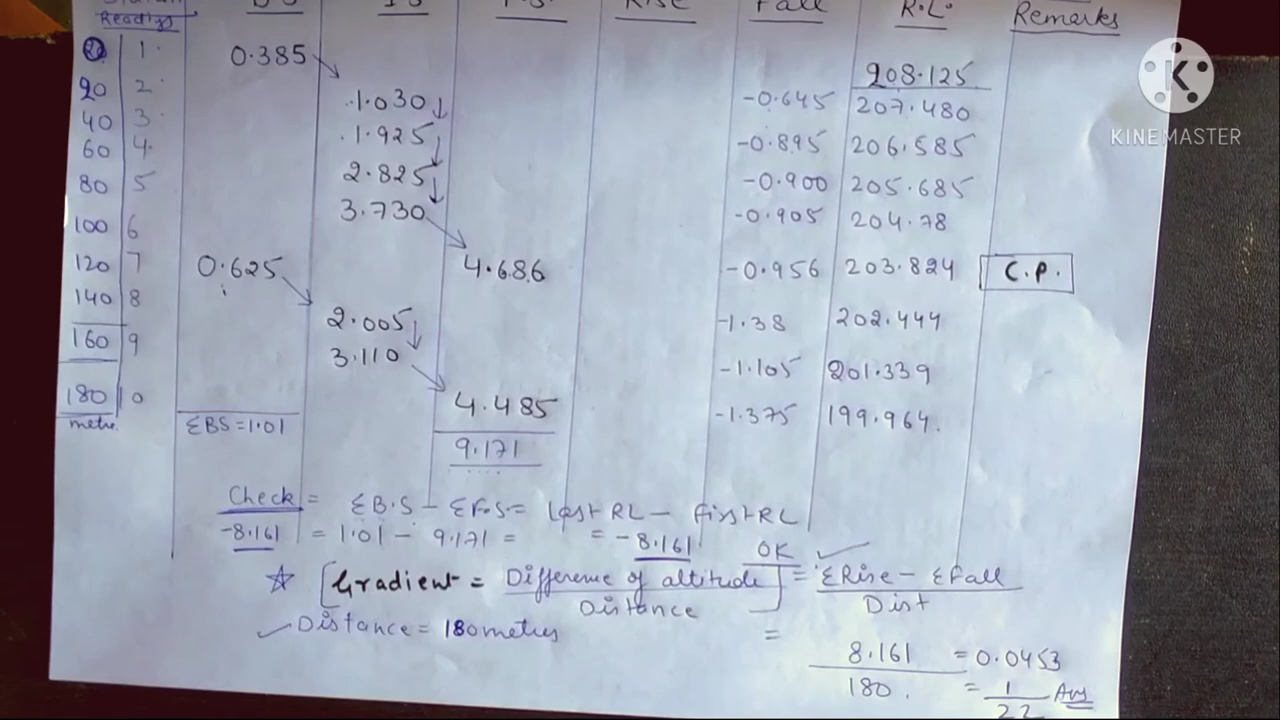 Readings B.S I.S F.S. Rise Fall R.L. Remarks
1. 0.385 208.125
20 2. 1.030 -0.645 207.480
40 3. 1.925 -0.895 206.585
60 4. 2.825 -0.900 205.685
80 5 3.730 -0.905 204.78
100 6
120 7 0.625 4.686 -0.956 203.824 C.P.
140 8 2.005 -1.38 202.444
160 9 3.110 -1.105 201.339
180 10 4.485 -1.375 199.964.
metre. ΣBS=1.01 9.171
Check = ΣB.S - ΣF.S= Last RL - first RL
-8.161 = 1.01 - 9.171 = = -8.161 OK
[Gradient = Difference of altitude / Distance] = ΣRise - ΣFall / Dist
Distance = 180 metres =
8.161 / 180. = 0.0453
= 1 / 22 Ans
KINEMASTER